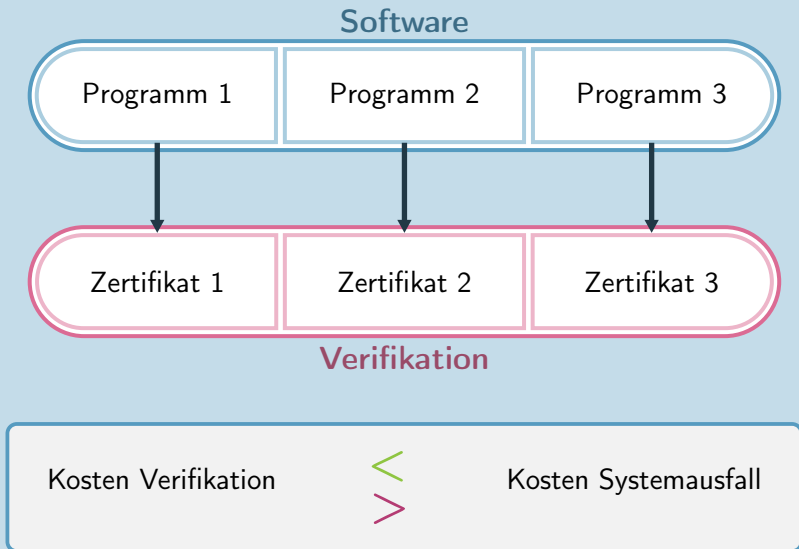 Software
Programm 1 Programm 2 Programm 3
Zertifikat 1 Zertifikat 2 Zertifikat 3
Verifikation
Kosten Verifikation < Kosten Systemausfall
>